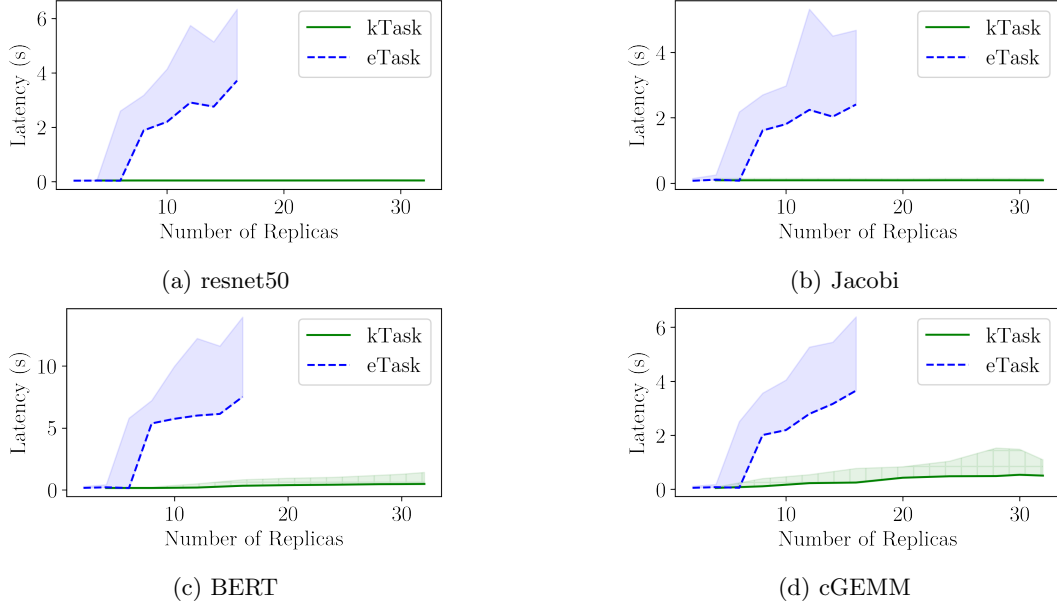 6
4
2
0
Latency (s)
kTask
eTask
10
20
30
Number of Replicas
(a) resnet50
4
2
0
Latency (s)
kTask
eTask
10
20
30
Number of Replicas
(b) Jacobi
10
5
0
Latency (s)
kTask
eTask
10
20
30
Number of Replicas
(c) BERT
6
4
2
0
Latency (s)
kTask
eTask
10
20
30
Number of Replicas
(d) cGEMM